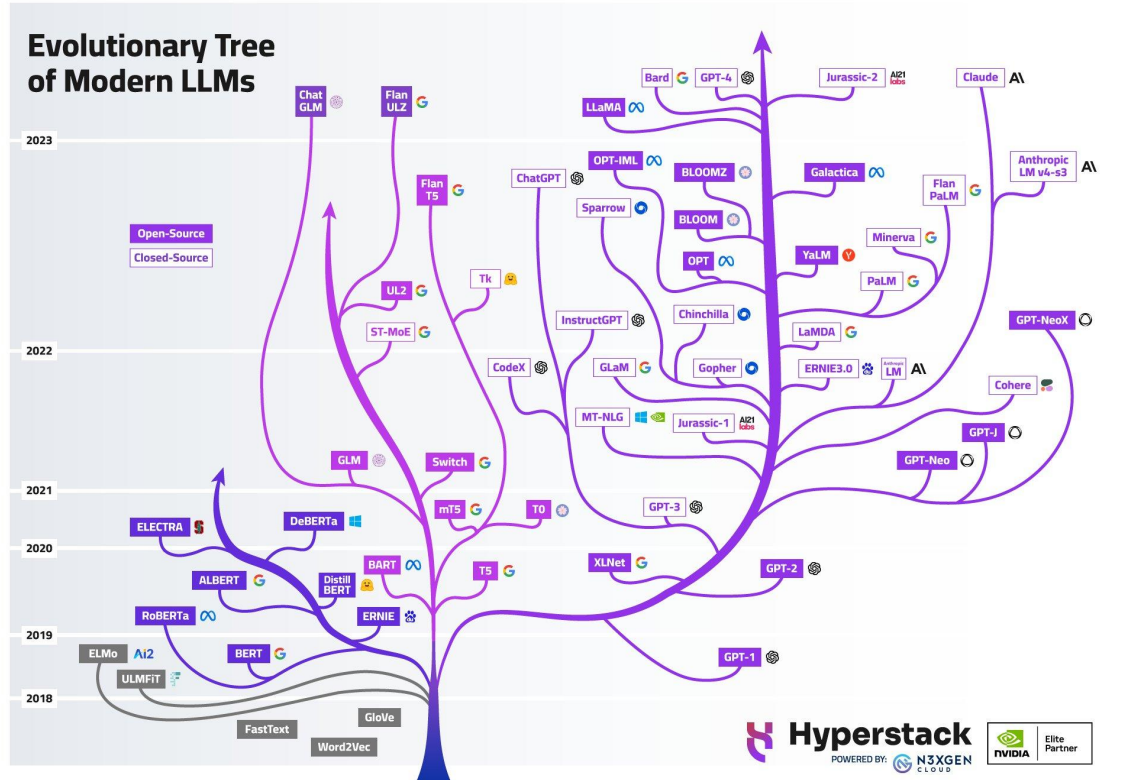 Evolutionary Tree
of Modern LLMs
Chat
GLM
Flan
ULZ
Bard
GPT-4
Jurassic-2
AI21
labs
Claude
A\
LLaMA
2023
OPT-IML
BLOOMZ
Galactica
Anthropic
LM v4-s3
A\
ChatGPT
Flan
T5
Flan
PaLM
Sparrow
BLOOM
Open-Source
Closed-Source
Minerva
OPT
YaLM
Y
Tk
UL2
PaLM
ST-MoE
InstructGPT
Chinchilla
LaMDA
GPT-NeoX
2022
CodeX
GLaM
Gopher
ERNIE3.0
Anthropic
LM
A\
Cohere
MT-NLG
Jurassic-1
AI21
labs
GPT-J
GLM
Switch
GPT-Neo
2021
mT5
T0
GPT-3
ELECTRA
DeBERTa
2020
BART
T5
XLNet
GPT-2
ALBERT
Distill
BERT
RoBERTa
ERNIE
2019
ELMo
Ai2
BERT
GPT-1
ULMFiT
2018
GloVe
FastText
Word2Vec
Hyperstack
POWERED BY:
N3XGEN
CLOUD
NVIDIA
Elite
Partner